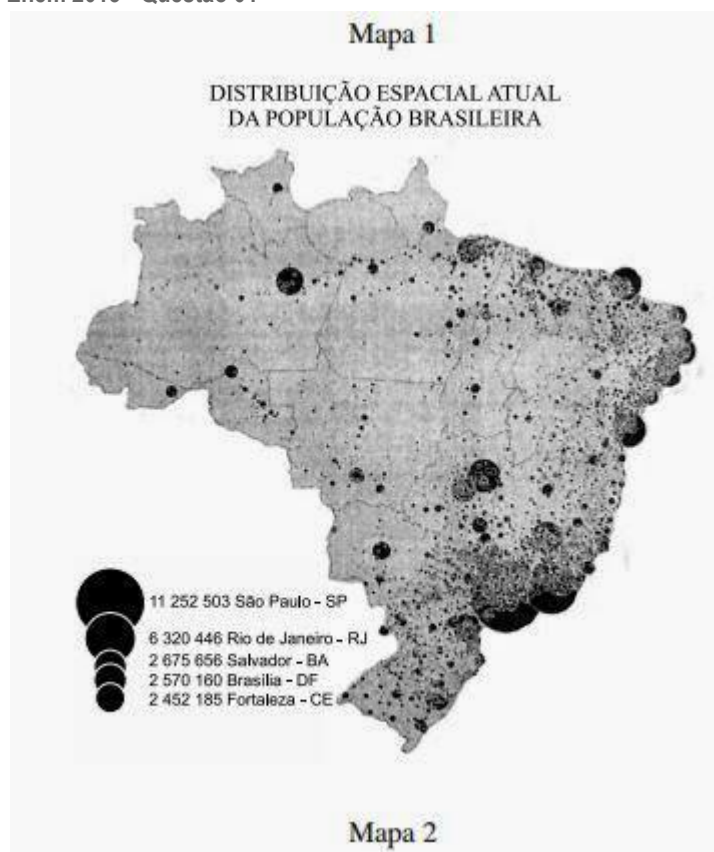 Mapa 1
DISTRIBUIÇÃO ESPACIAL ATUAL
DA POPULAÇÃO BRASILEIRA
11 252 503 São Paulo - SP
6 320 446 Rio de Janeiro - RJ
2 675 656 Salvador - BA
2 570 160 Brasília - DF
2 452 185 Fortaleza - CE
Mapa 2